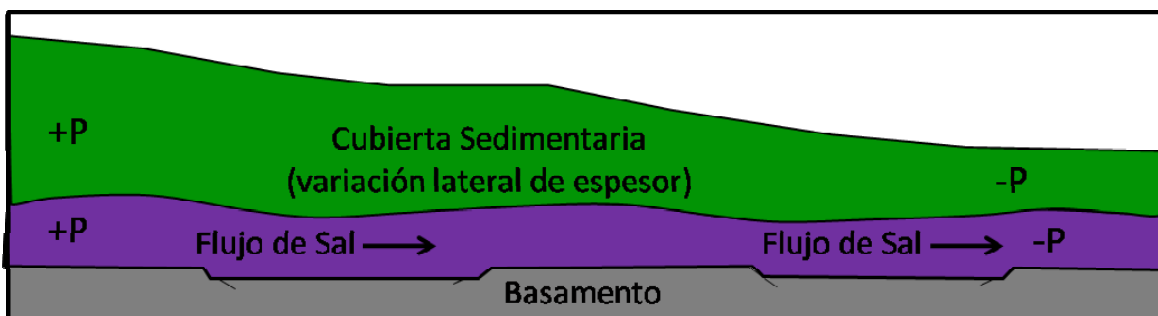 +P
Cubierta Sedimentaria
(variación lateral de espesor)
-P
+P
Flujo de Sal
Flujo de Sal
-P
Basamento